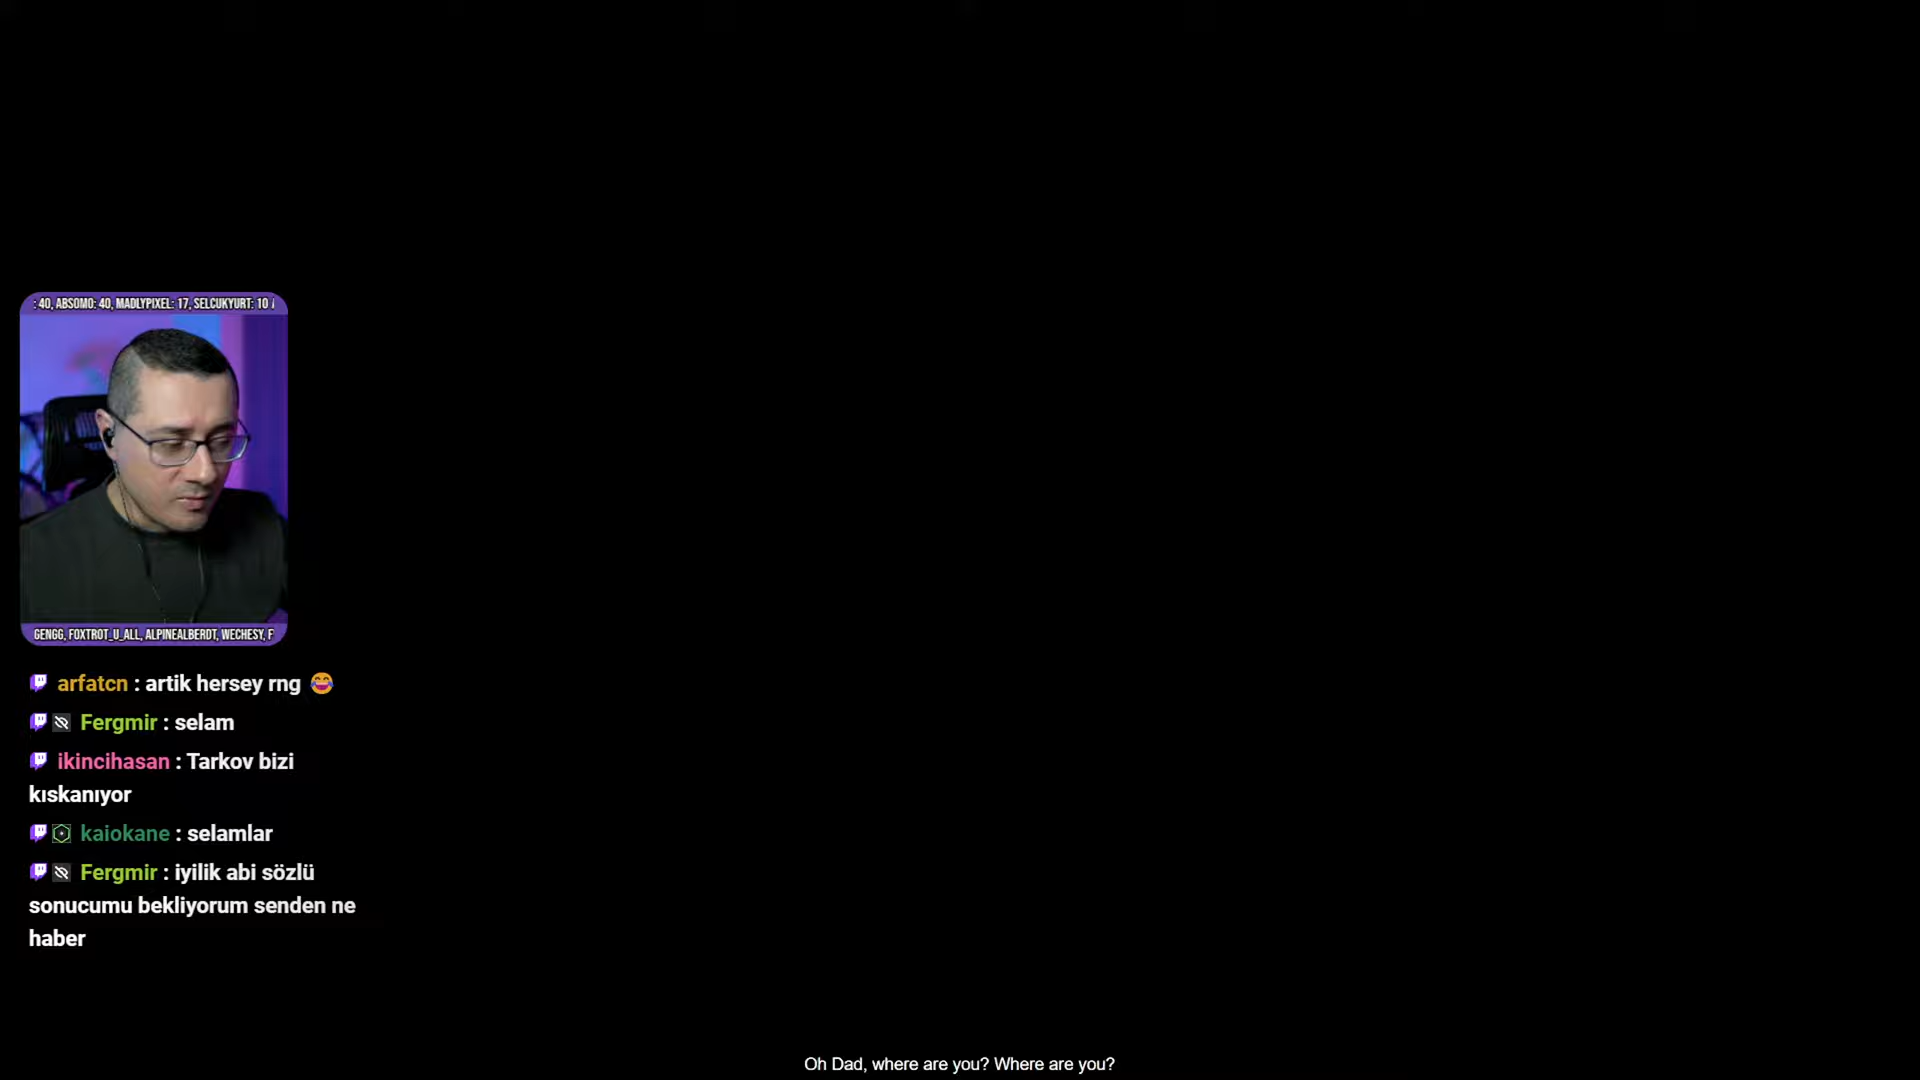 : 40, ABSOMO: 40, MADLYPIXEL: 17, SELCUKYURT: 10
GENGG, FOXTROT_U_ALL, ALPINEALBERDT, WECHESY, F
arfatcn : artik hersey rng 😂
Fergmir : selam
ikincihasan : Tarkov bizi
kıskanıyor
kaiokane : selamlar
Fergmir : iyilik abi sözlü
sonucumu bekliyorum senden ne
haber
Oh Dad, where are you? Where are you?